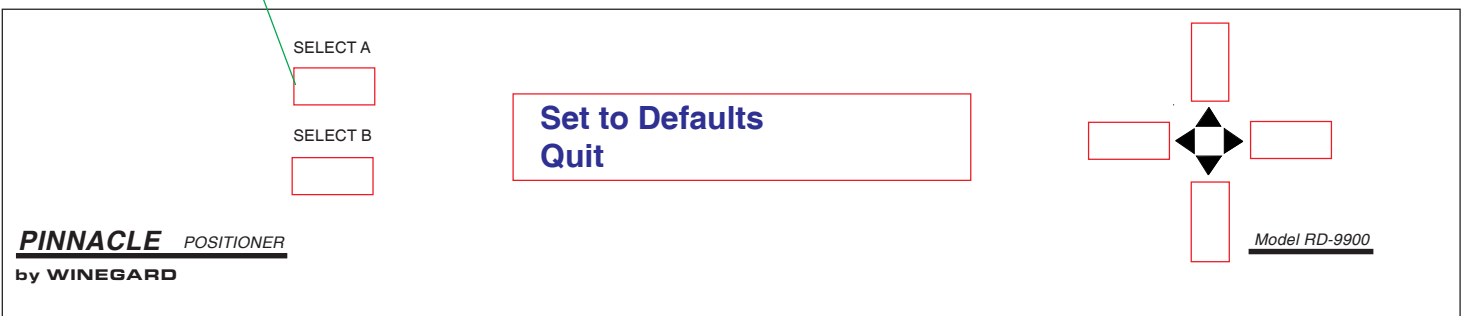 SELECT A
SELECT B
Set to Defaults
Quit
PINNACLE POSITIONER
by WINEGARD
Model RD-9900